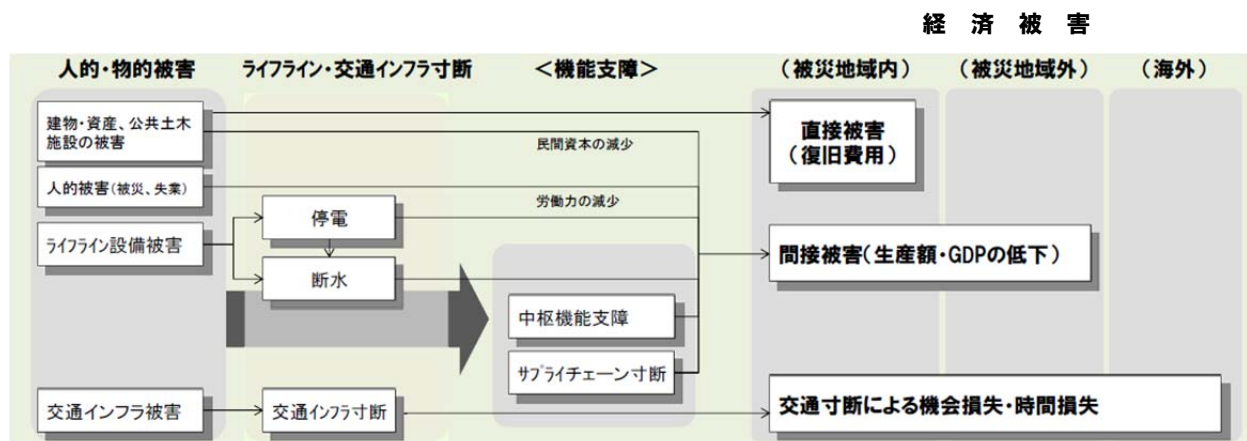 経 済 被 害
人的・物的被害
ライフライン・交通インフラ寸断
＜機能支障＞
（被災地域内）
（被災地域外）
（海外）
建物・資産、公共土木
施設の被害
民間資本の減少
直接被害
（復旧費用）
人的被害（被災、失業）
労働力の減少
停電
ライフライン設備被害
断水
間接被害（生産額・GDPの低下）
中枢機能支障
サプライチェーン寸断
交通インフラ被害
交通インフラ寸断
交通寸断による機会損失・時間損失